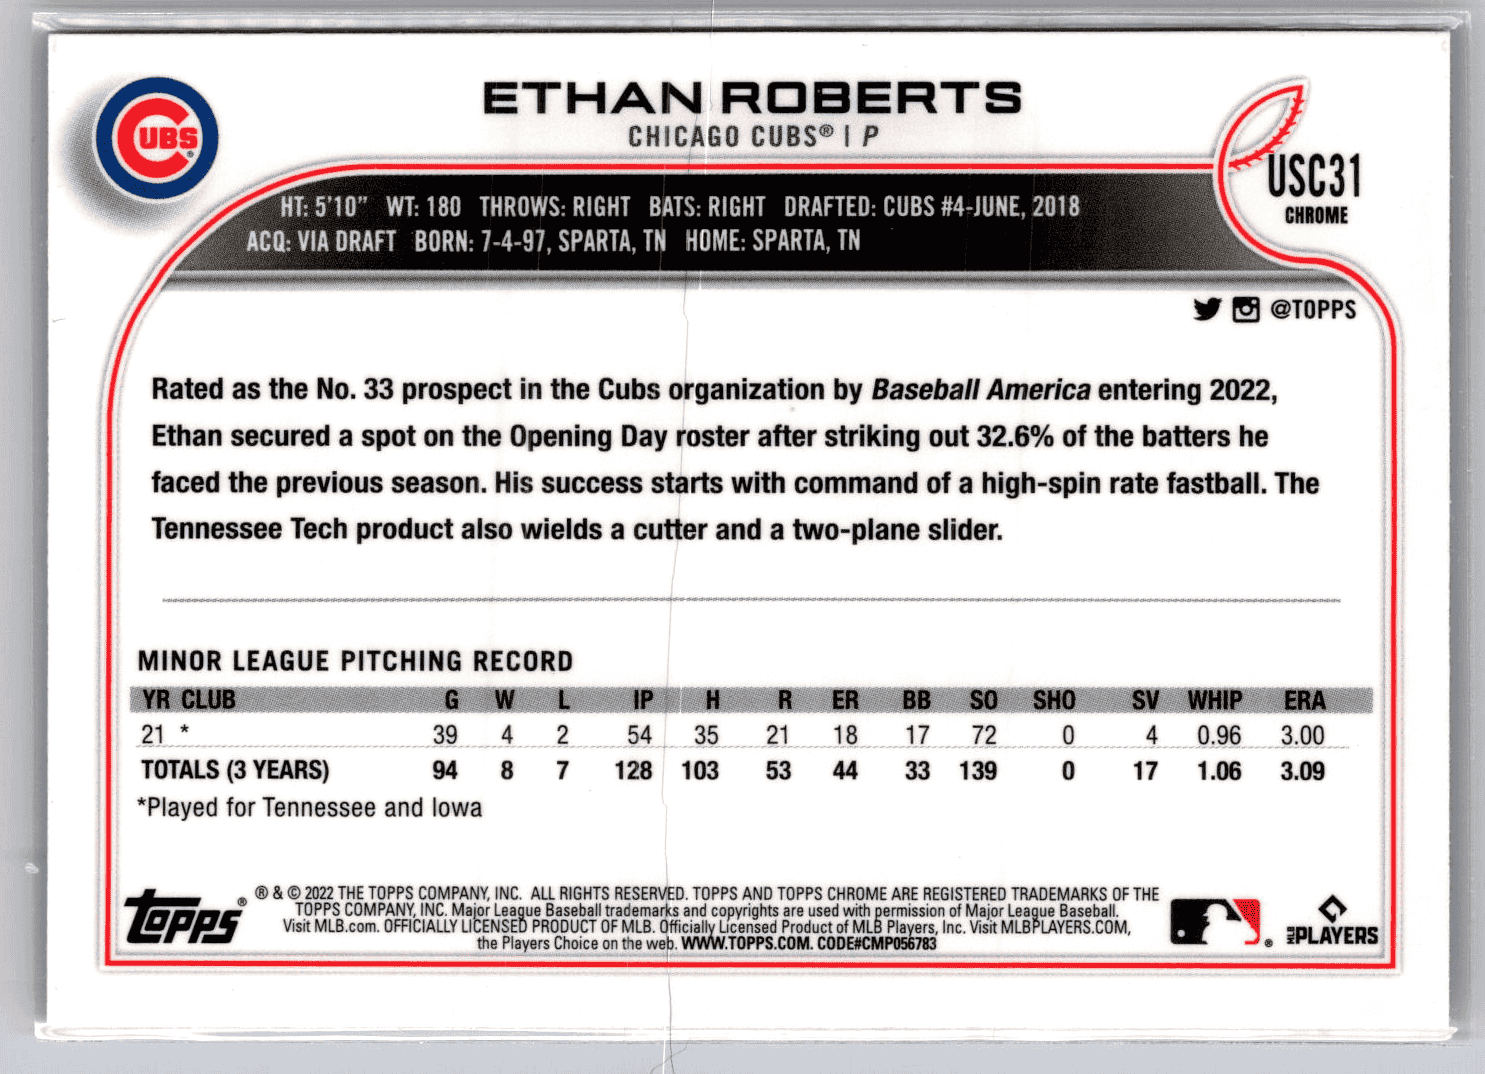 CUBS®
ETHAN ROBERTS
CHICAGO CUBS® | P
USC31
CHROME
HT: 5'10" WT: 180 THROWS: RIGHT BATS: RIGHT DRAFTED: CUBS #4-JUNE, 2018
ACQ: VIA DRAFT BORN: 7-4-97, SPARTA, TN HOME: SPARTA, TN
@TOPPS
Rated as the No. 33 prospect in the Cubs organization by Baseball America entering 2022,
Ethan secured a spot on the Opening Day roster after striking out 32.6% of the batters he
faced the previous season. His success starts with command of a high-spin rate fastball. The
Tennessee Tech product also wields a cutter and a two-plane slider.
MINOR LEAGUE PITCHING RECORD
YR CLUB G W L IP H R ER BB SO SHO SV WHIP ERA
21 * 39 4 2 54 35 21 18 17 72 0 4 0.96 3.00
TOTALS (3 YEARS) 94 8 7 128 103 53 44 33 139 0 17 1.06 3.09
*Played for Tennessee and Iowa
TOPPS®
® & © 2022 THE TOPPS COMPANY, INC. ALL RIGHTS RESERVED. TOPPS AND TOPPS CHROME ARE REGISTERED TRADEMARKS OF THE
TOPPS COMPANY, INC. Major League Baseball trademarks and copyrights are used with permission of Major League Baseball.
Visit MLB.com. OFFICIALLY LICENSED PRODUCT OF MLB. Officially Licensed Product of MLB Players, Inc. Visit MLBPLAYERS.COM,
the Players Choice on the web. WWW.TOPPS.COM. CODE#CMP056783
®
MLB PLAYERS